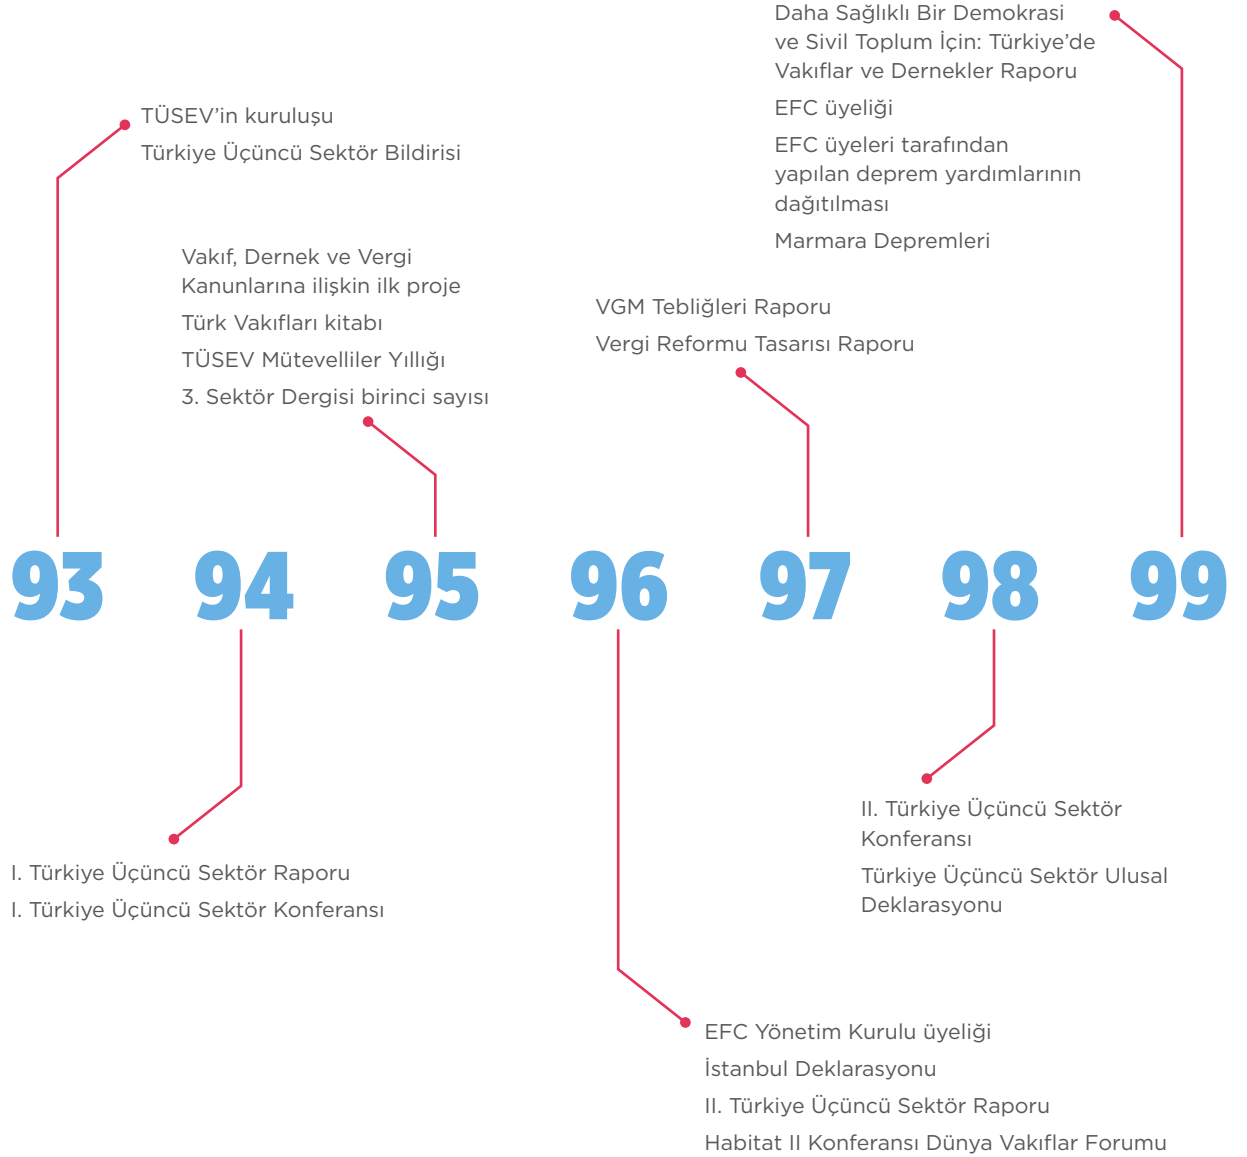 Daha Sağlıklı Bir Demokrasi
ve Sivil Toplum İçin: Türkiye’de
Vakıflar ve Dernekler Raporu
EFC üyeliği
EFC üyeleri tarafından
yapılan deprem yardımlarının
dağıtılması
Marmara Depremleri
TÜSEV’in kuruluşu
Türkiye Üçüncü Sektör Bildirisi
Vakıf, Dernek ve Vergi
Kanunlarına ilişkin ilk proje
Türk Vakıfları kitabı
TÜSEV Mütevelliler Yıllığı
3. Sektör Dergisi birinci sayısı
VGM Tebliğleri Raporu
Vergi Reformu Tasarısı Raporu
93 94 95 96 97 98 99
I. Türkiye Üçüncü Sektör Raporu
I. Türkiye Üçüncü Sektör Konferansı
II. Türkiye Üçüncü Sektör
Konferansı
Türkiye Üçüncü Sektör Ulusal
Deklarasyonu
EFC Yönetim Kurulu üyeliği
İstanbul Deklarasyonu
II. Türkiye Üçüncü Sektör Raporu
Habitat II Konferansı Dünya Vakıflar Forumu